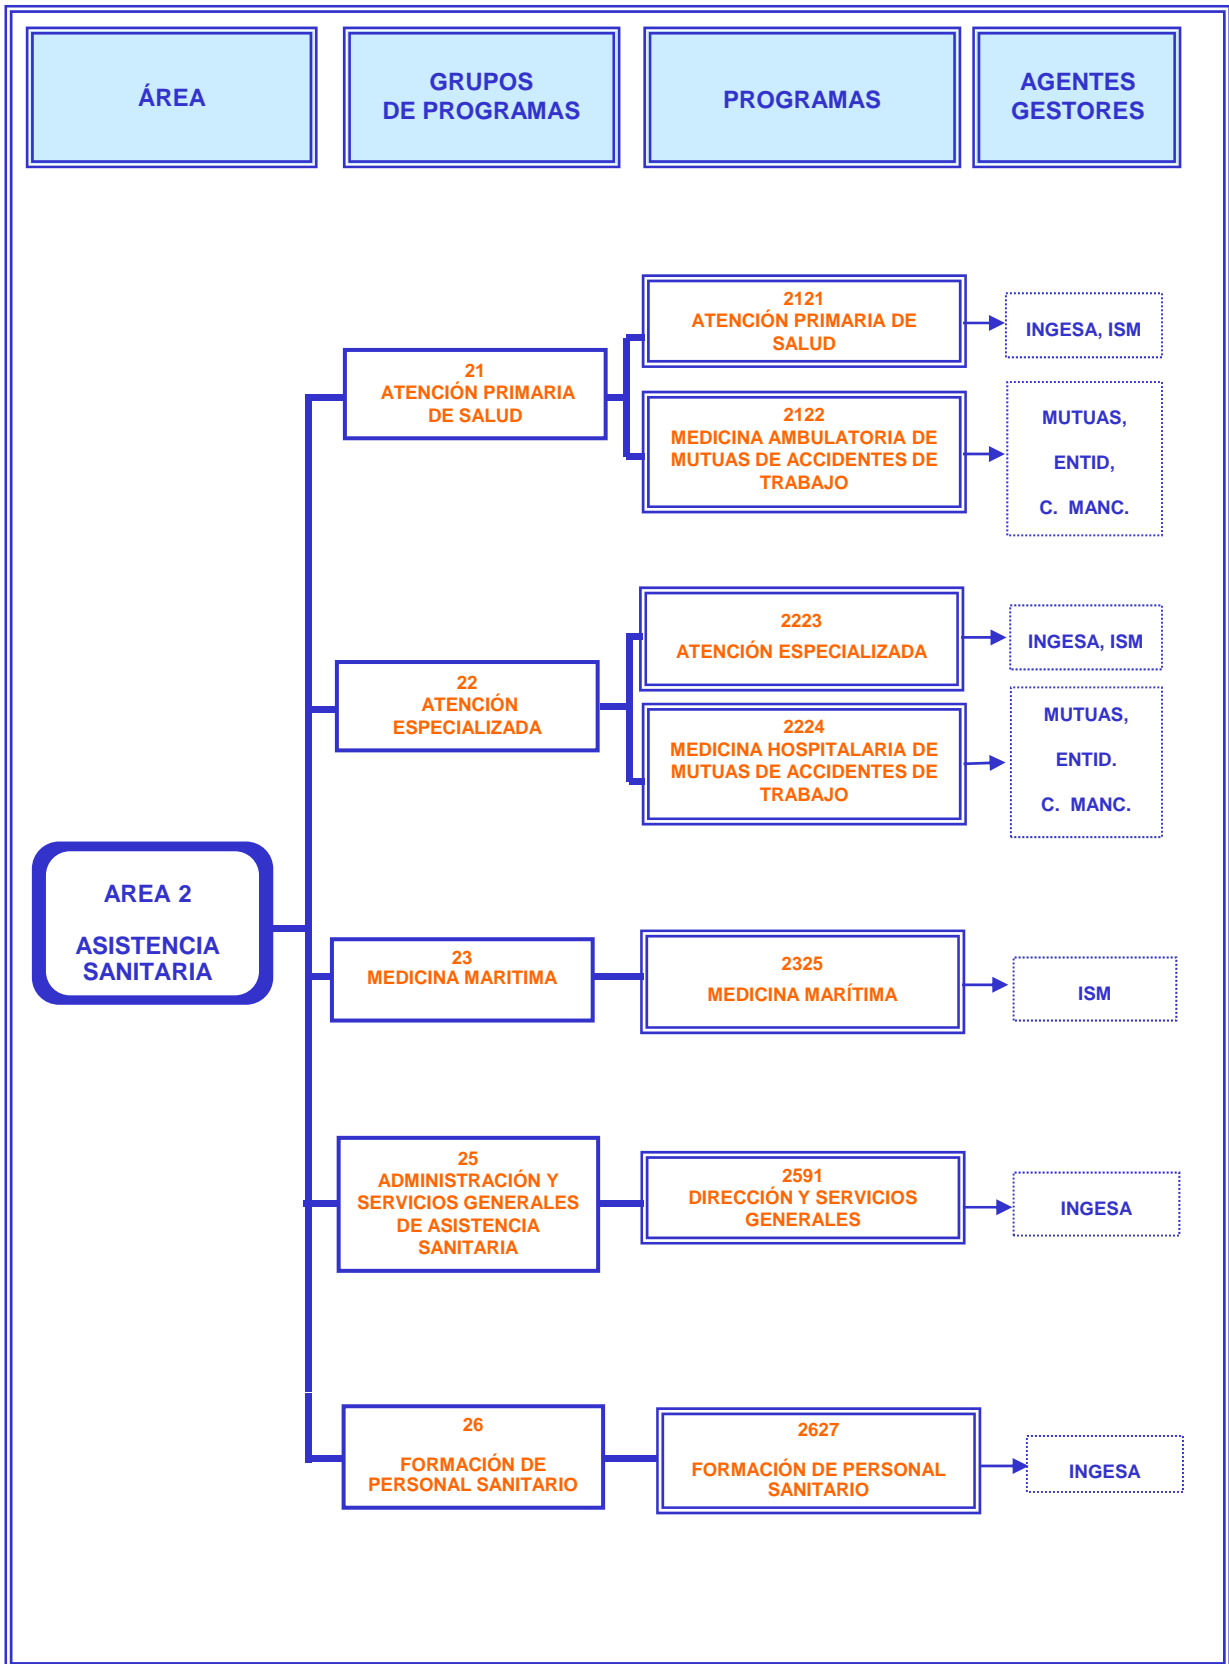 ÁREA
GRUPOS
DE PROGRAMAS
PROGRAMAS
AGENTES
GESTORES
AREA 2
ASISTENCIA
SANITARIA
21
ATENCIÓN PRIMARIA
DE SALUD
2121
ATENCIÓN PRIMARIA DE
SALUD
INGESA, ISM
2122
MEDICINA AMBULATORIA DE
MUTUAS DE ACCIDENTES DE
TRABAJO
MUTUAS,
ENTID,
C. MANC.
22
ATENCIÓN
ESPECIALIZADA
2223
ATENCIÓN ESPECIALIZADA
INGESA, ISM
2224
MEDICINA HOSPITALARIA DE
MUTUAS DE ACCIDENTES DE
TRABAJO
MUTUAS,
ENTID.
C. MANC.
23
MEDICINA MARITIMA
2325
MEDICINA MARÍTIMA
ISM
25
ADMINISTRACIÓN Y
SERVICIOS GENERALES
DE ASISTENCIA
SANITARIA
2591
DIRECCIÓN Y SERVICIOS
GENERALES
INGESA
26
FORMACIÓN DE
PERSONAL SANITARIO
2627
FORMACIÓN DE PERSONAL
SANITARIO
INGESA